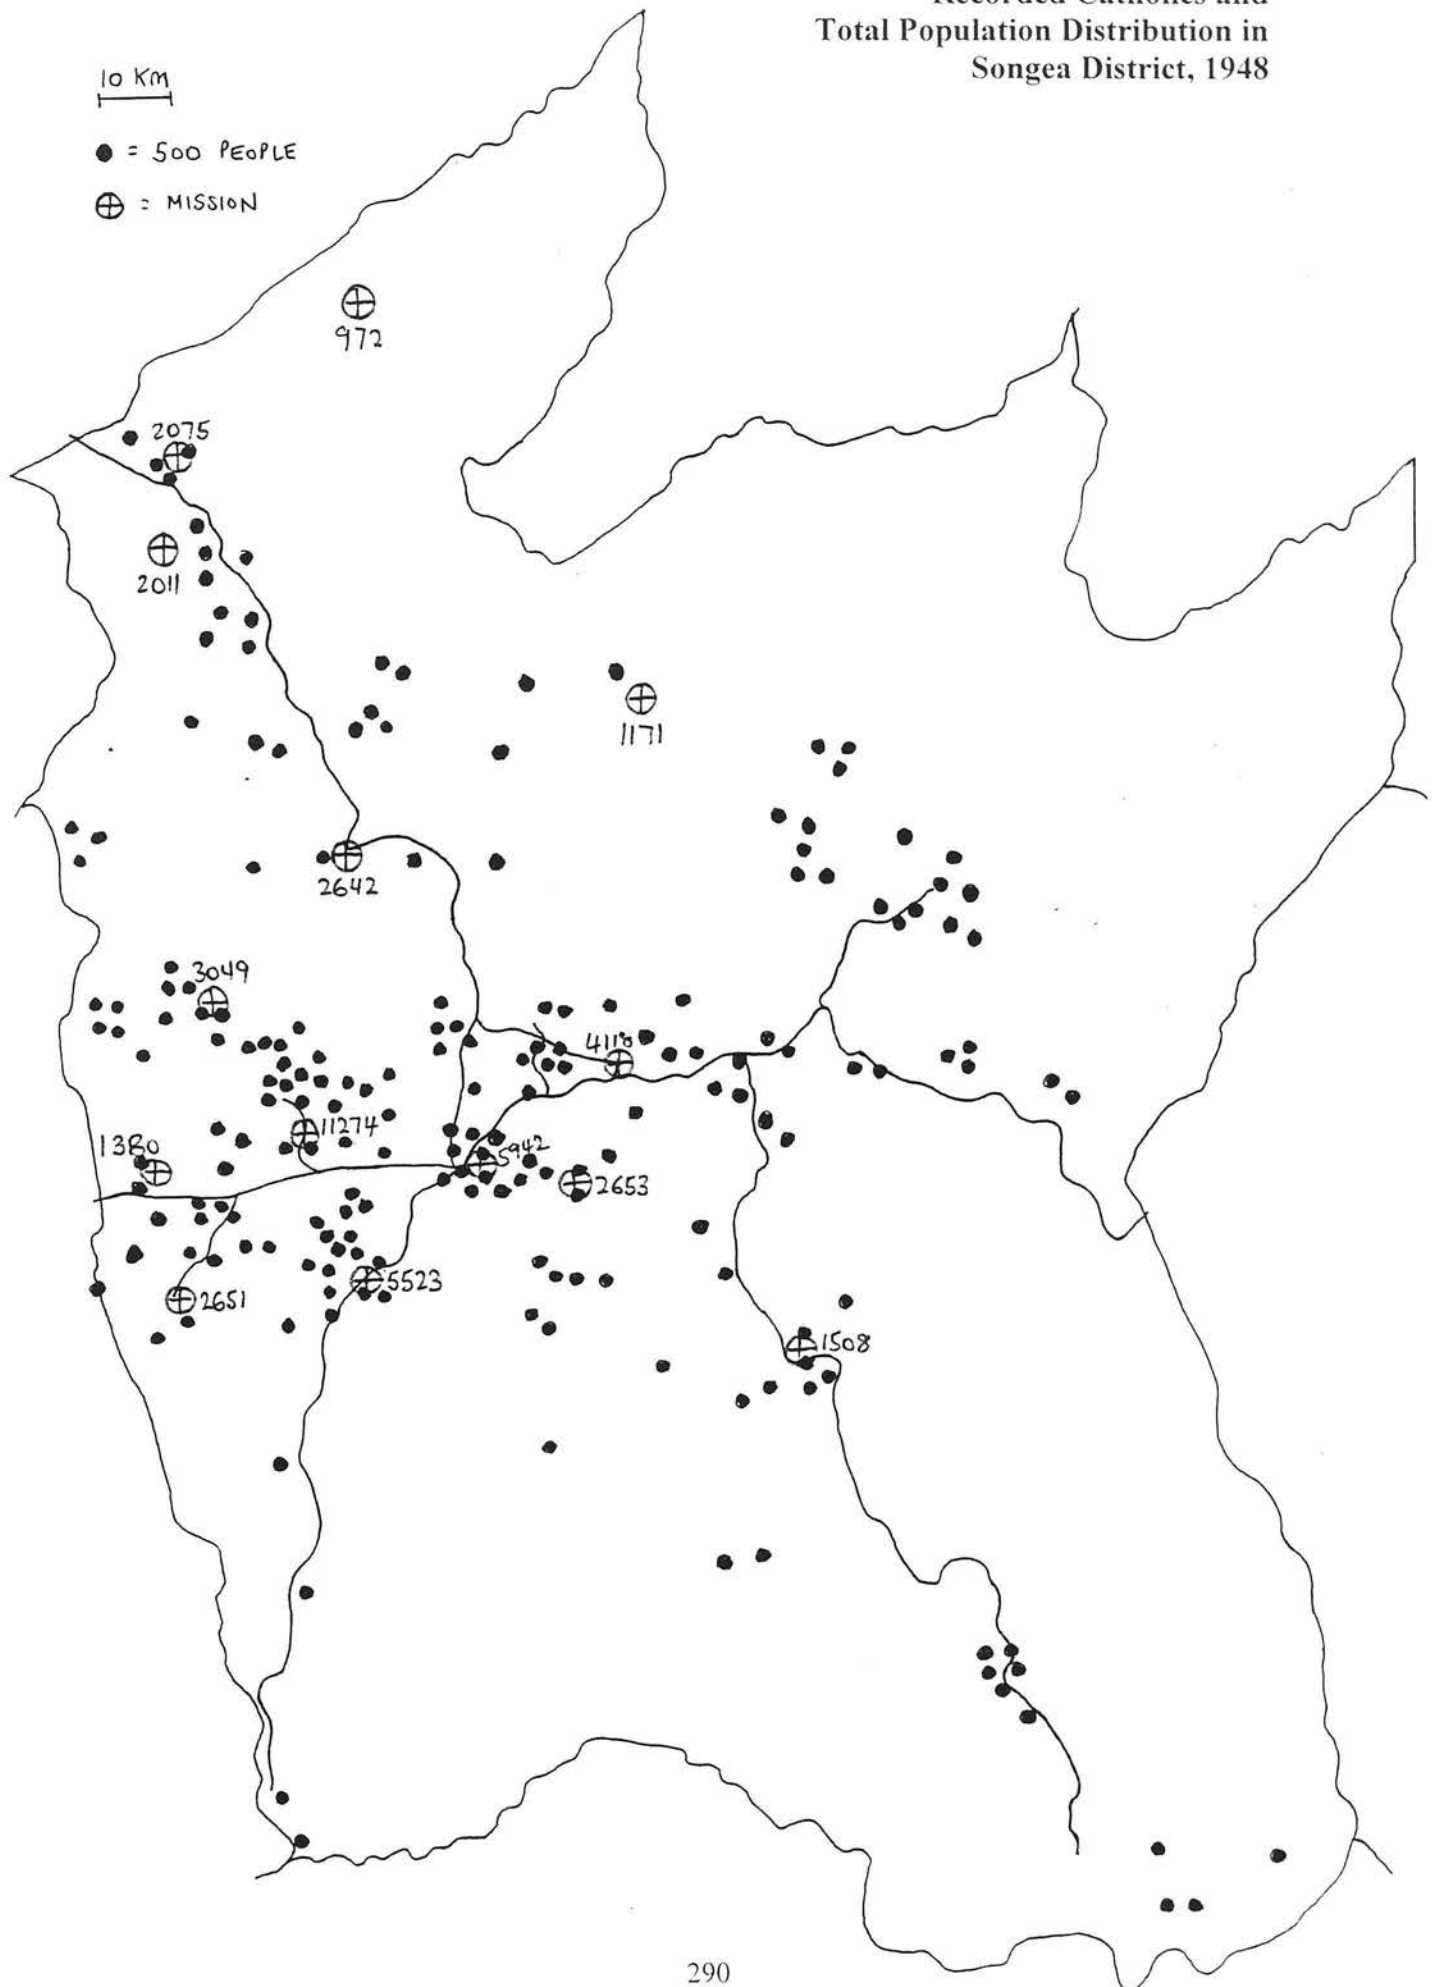 Recorded Catholics and
Total Population Distribution in
Songea District, 1948
10 Km
= 500 PEOPLE
= MISSION
972
2075
2011
1171
2642
3049
4118
11274
1380
5942
2653
5523
2651
1508
290